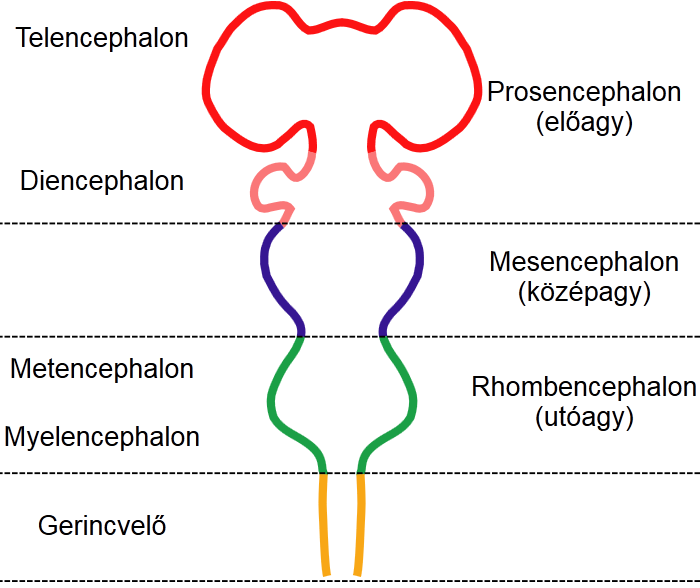 Telencephalon
Prosencephalon
(előagy)
Diencephalon
Mesencephalon
(középagy)
Metencephalon
Rhombencephalon
(utóagy)
Myelencephalon
Gerincvelő